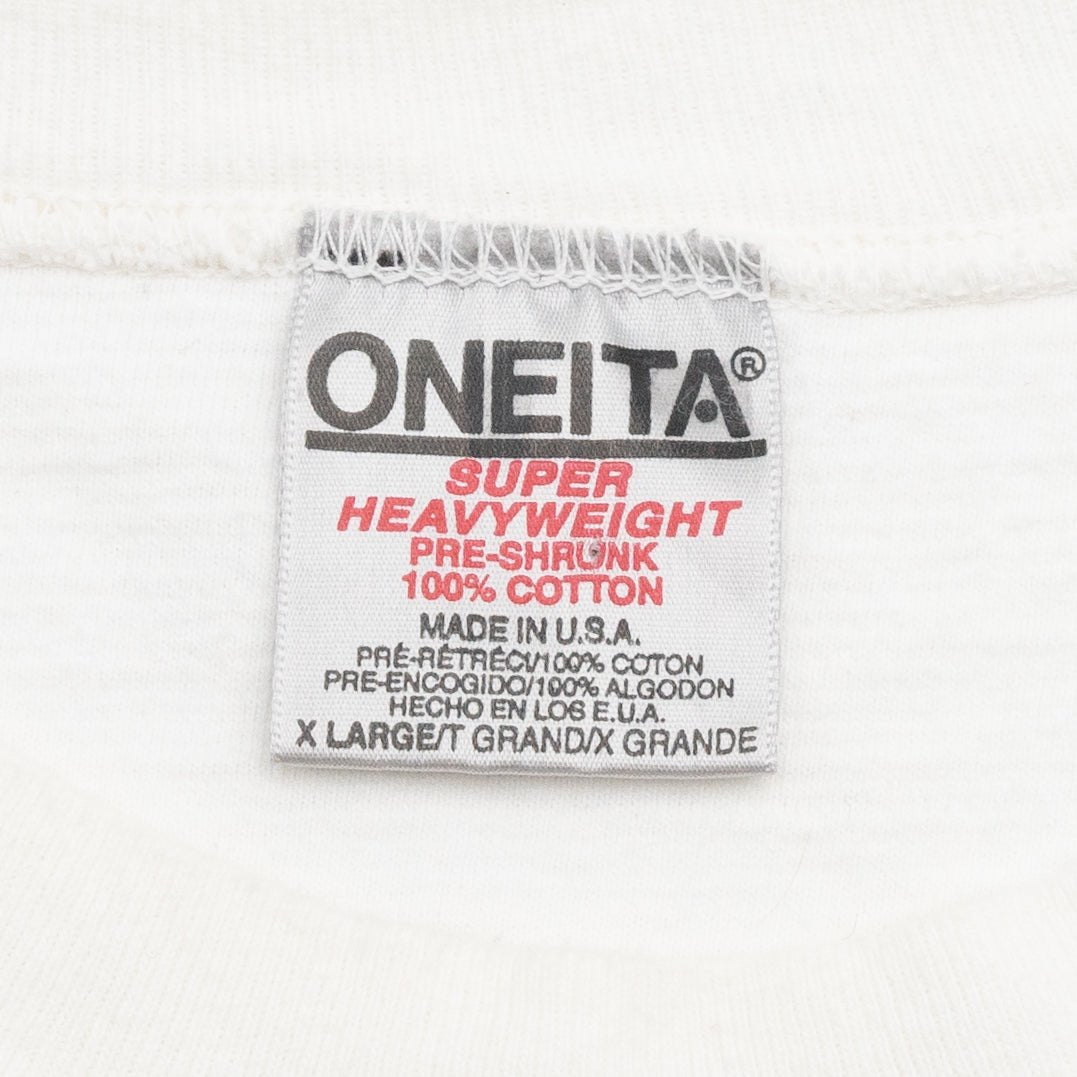 ONEITA®
SUPER
HEAVYWEIGHT
PRE-SHRUNK
100% COTTON
MADE IN U.S.A.
PRÉ-RÉTRÉCI/100% COTON
PRE-ENCOGIDO/100% ALGODON
HECHO EN LOS E.U.A.
X LARGE/T GRAND/X GRANDE